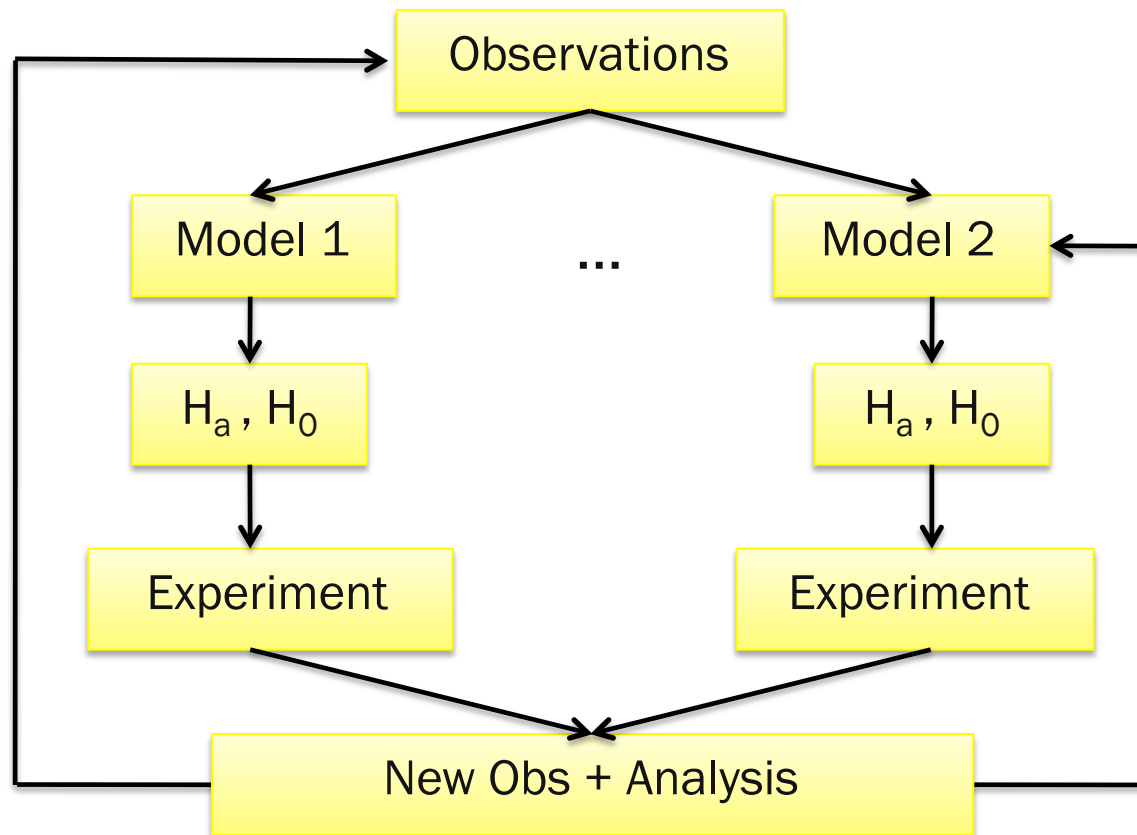 Observations
Model 1
...
Model 2
Hₐ , H₀
Hₐ , H₀
Experiment
Experiment
New Obs + Analysis